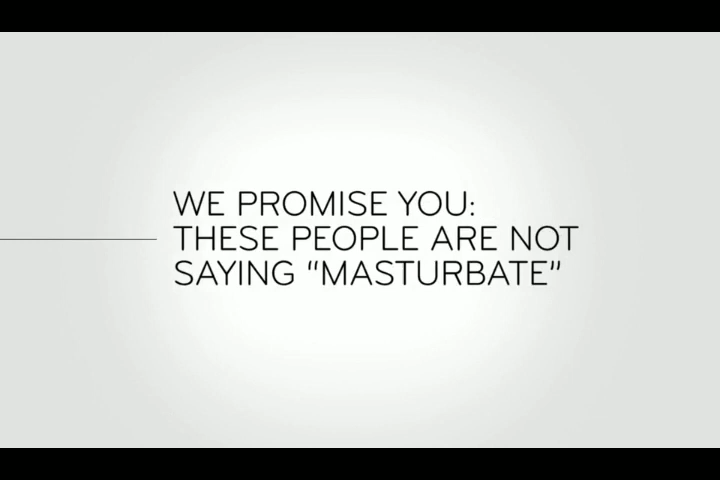 WE PROMISE YOU:
THESE PEOPLE ARE NOT
SAYING “MASTURBATE”